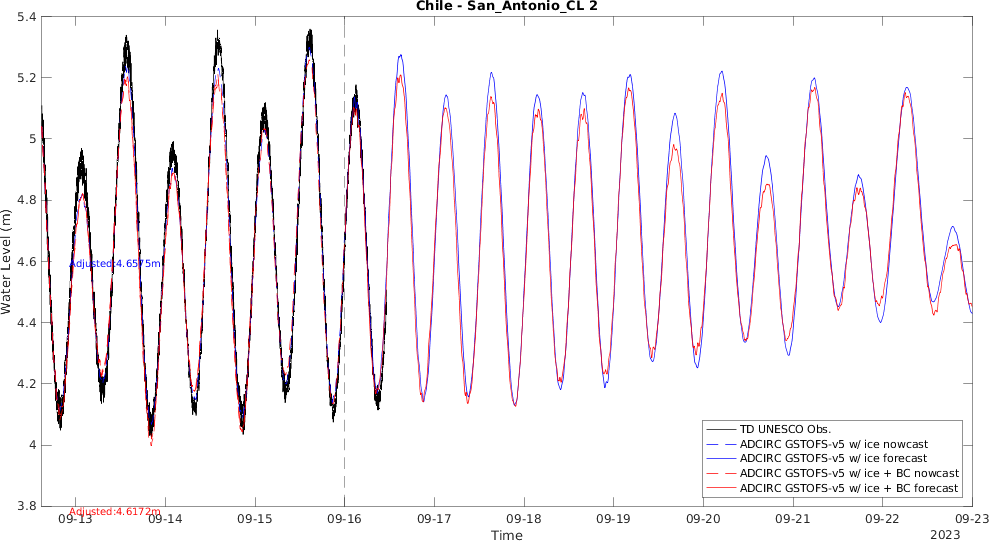 Chile - San_Antonio_CL 2
5.4
5.2
5
4.8
4.6
4.4
4.2
4
3.8
Water Level (m)
Adjusted:4.6575m
Adjusted:4.6172m
TD UNESCO Obs.
ADCIRC GSTOFS-v5 w/ ice nowcast
ADCIRC GSTOFS-v5 w/ ice forecast
ADCIRC GSTOFS-v5 w/ ice + BC nowcast
ADCIRC GSTOFS-v5 w/ ice + BC forecast
09-13 09-14 09-15 09-16 09-17 09-18 09-19 09-20 09-21 09-22 09-23
Time
2023